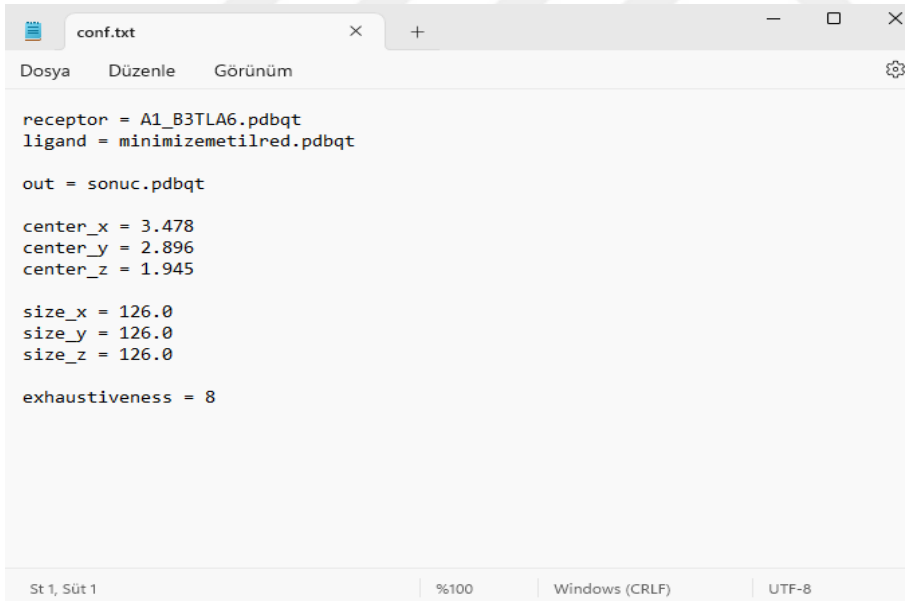 conf.txt
Dosya Düzenle Görünüm
receptor = A1_B3TLA6.pdbqt
ligand = minimizemetilred.pdbqt
out = sonuc.pdbqt
center_x = 3.478
center_y = 2.896
center_z = 1.945
size_x = 126.0
size_y = 126.0
size_z = 126.0
exhaustiveness = 8
St 1, Süt 1 %100 Windows (CRLF) UTF-8